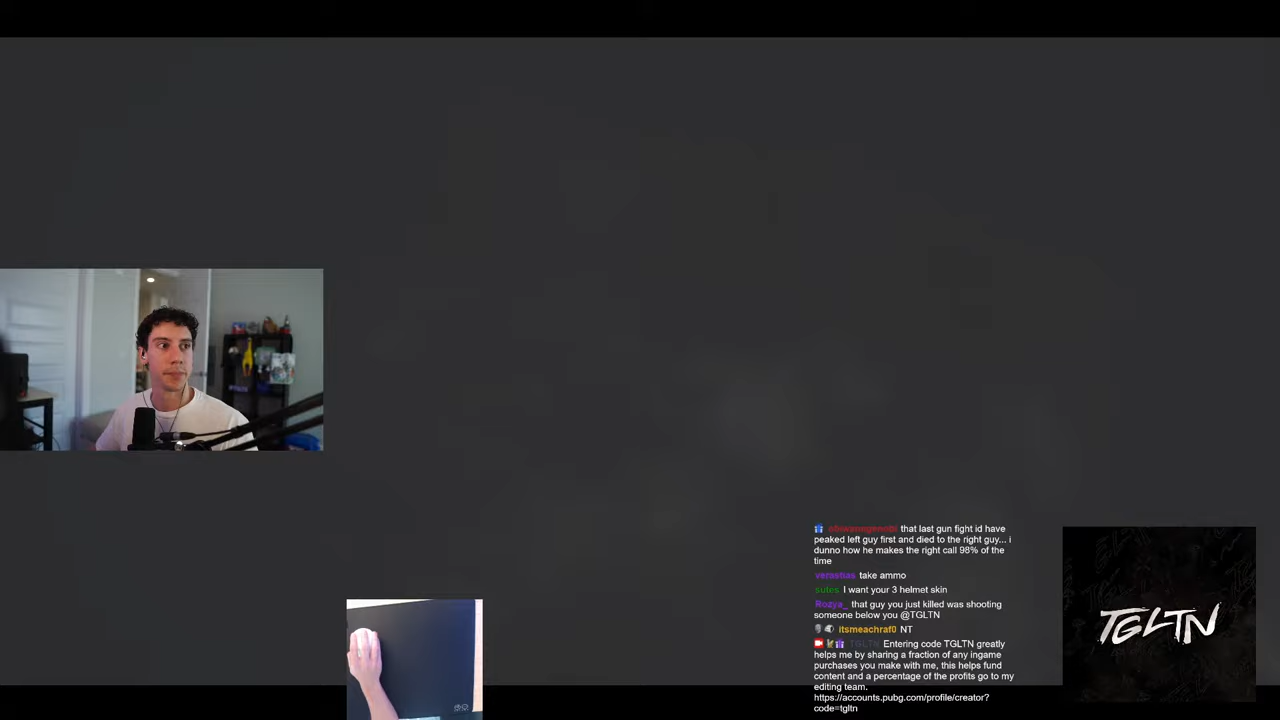 that last gun fight id have
peaked left guy first and died to the right guy... i
dunno how he makes the right call 98% of the
time
verastias take ammo
sutes I want your 3 helmet skin
Rozya_ that guy you just killed was shooting
someone below you @TGLTN
itsmeachraf0 NT
TGLTN Entering code TGLTN greatly
helps me by sharing a fraction of any ingame
purchases you make with me, this helps fund
content and a percentage of the profits go to my
editing team.
https://accounts.pubg.com/profile/creator?
code=tgltn
TGLTN